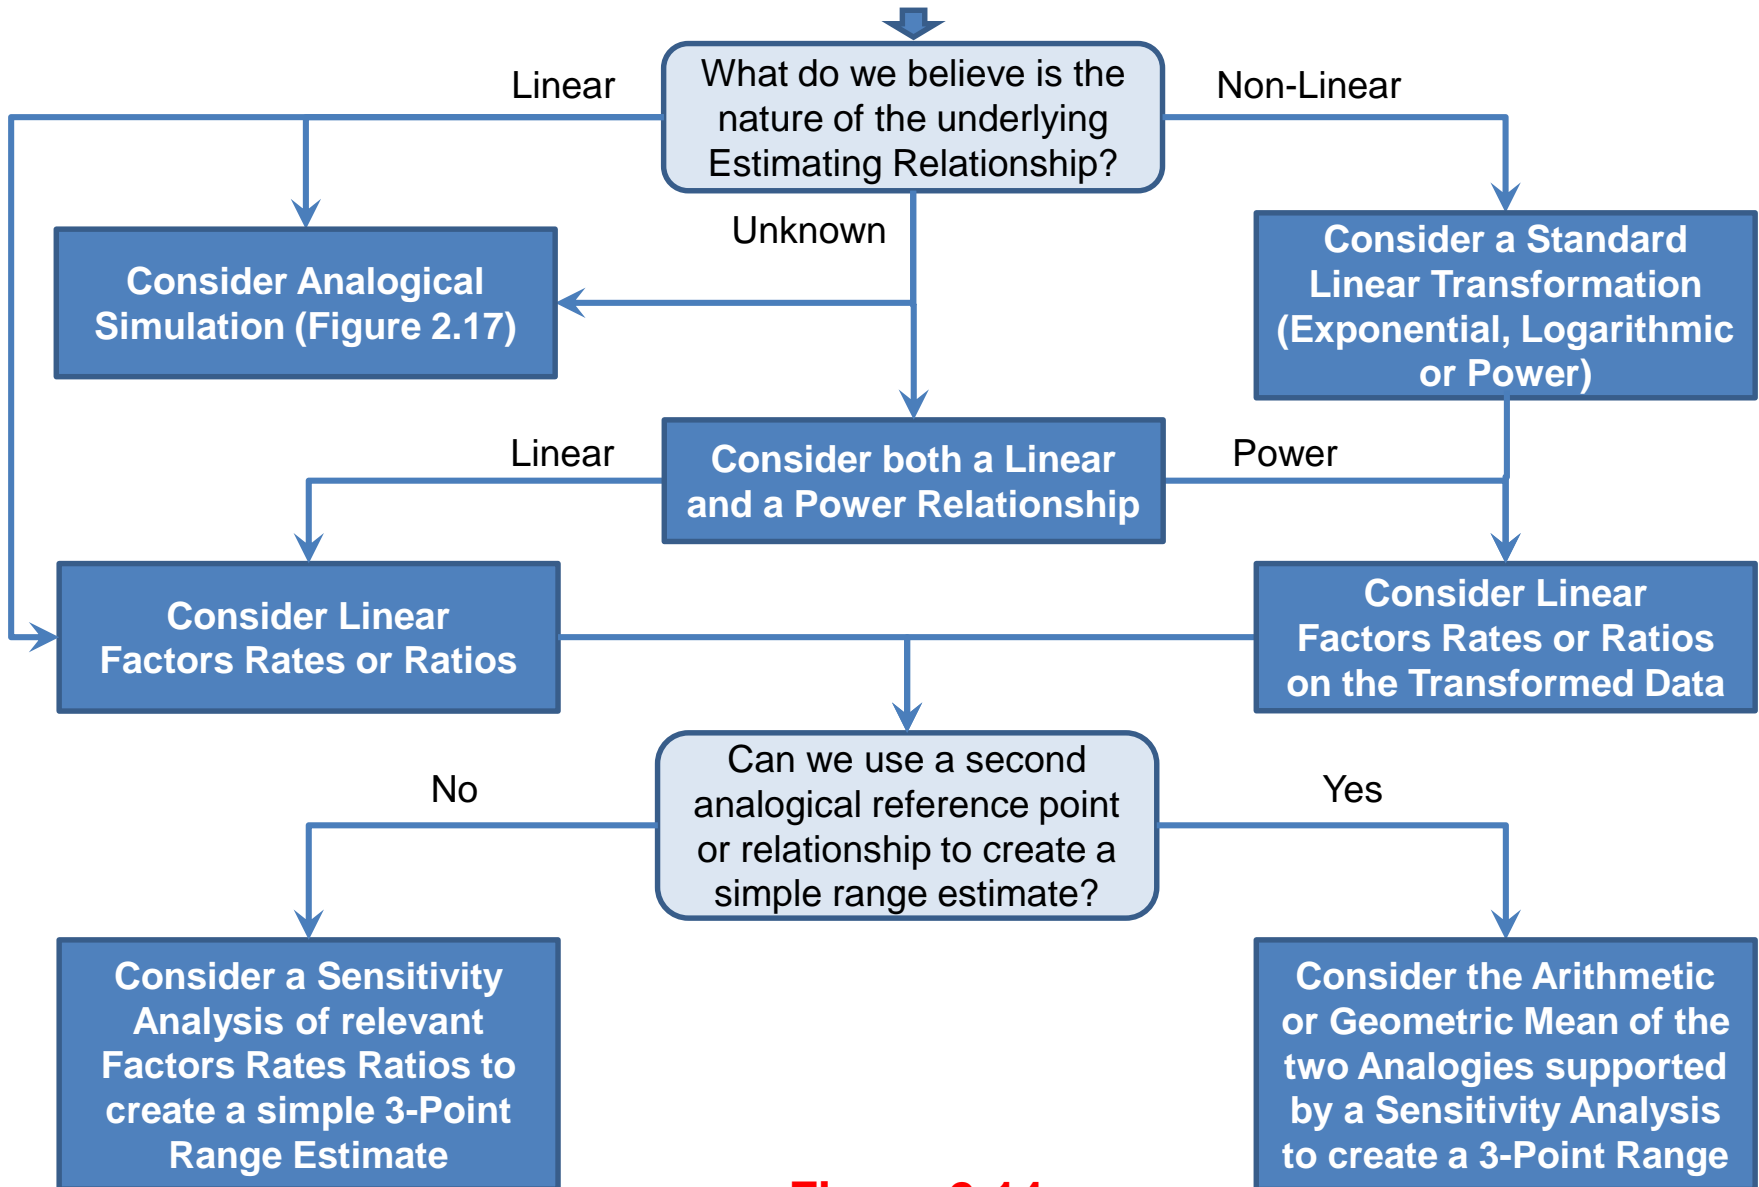 Linear
What do we believe is the
nature of the underlying
Estimating Relationship?
Non-Linear
Unknown
Consider Analogical
Simulation (Figure 2.17)
Consider a Standard
Linear Transformation
(Exponential, Logarithmic
or Power)
Linear
Consider both a Linear
and a Power Relationship
Power
Consider Linear
Factors Rates or Ratios
Consider Linear
Factors Rates or Ratios
on the Transformed Data
No
Can we use a second
analogical reference point
or relationship to create a
simple range estimate?
Yes
Consider a Sensitivity
Analysis of relevant
Factors Rates Ratios to
create a simple 3-Point
Range Estimate
Consider the Arithmetic
or Geometric Mean of the
two Analogies supported
by a Sensitivity Analysis
to create a 3-Point Range